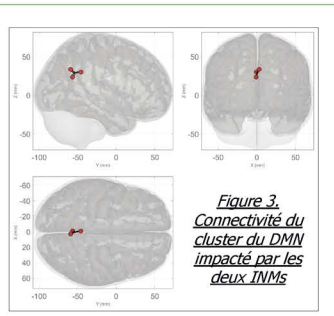 50
0
-50
Z (mm)
-100 -50 0 50
Y (mm)
50
0
-50
Z (mm)
-50 0 50
X (mm)
-60
-40
-20
0
20
40
60
X (mm)
-100 -50 0 50
Y (mm)
Figure 3.
Connectivité du
cluster du DMN
impacté par les
deux INMs